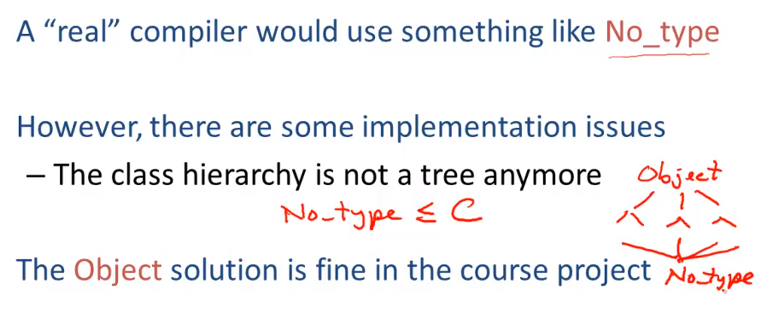 A “real” compiler would use something like No_type
However, there are some implementation issues
– The class hierarchy is not a tree anymore
Object
No_type ≤ C
The Object solution is fine in the course project
No_type